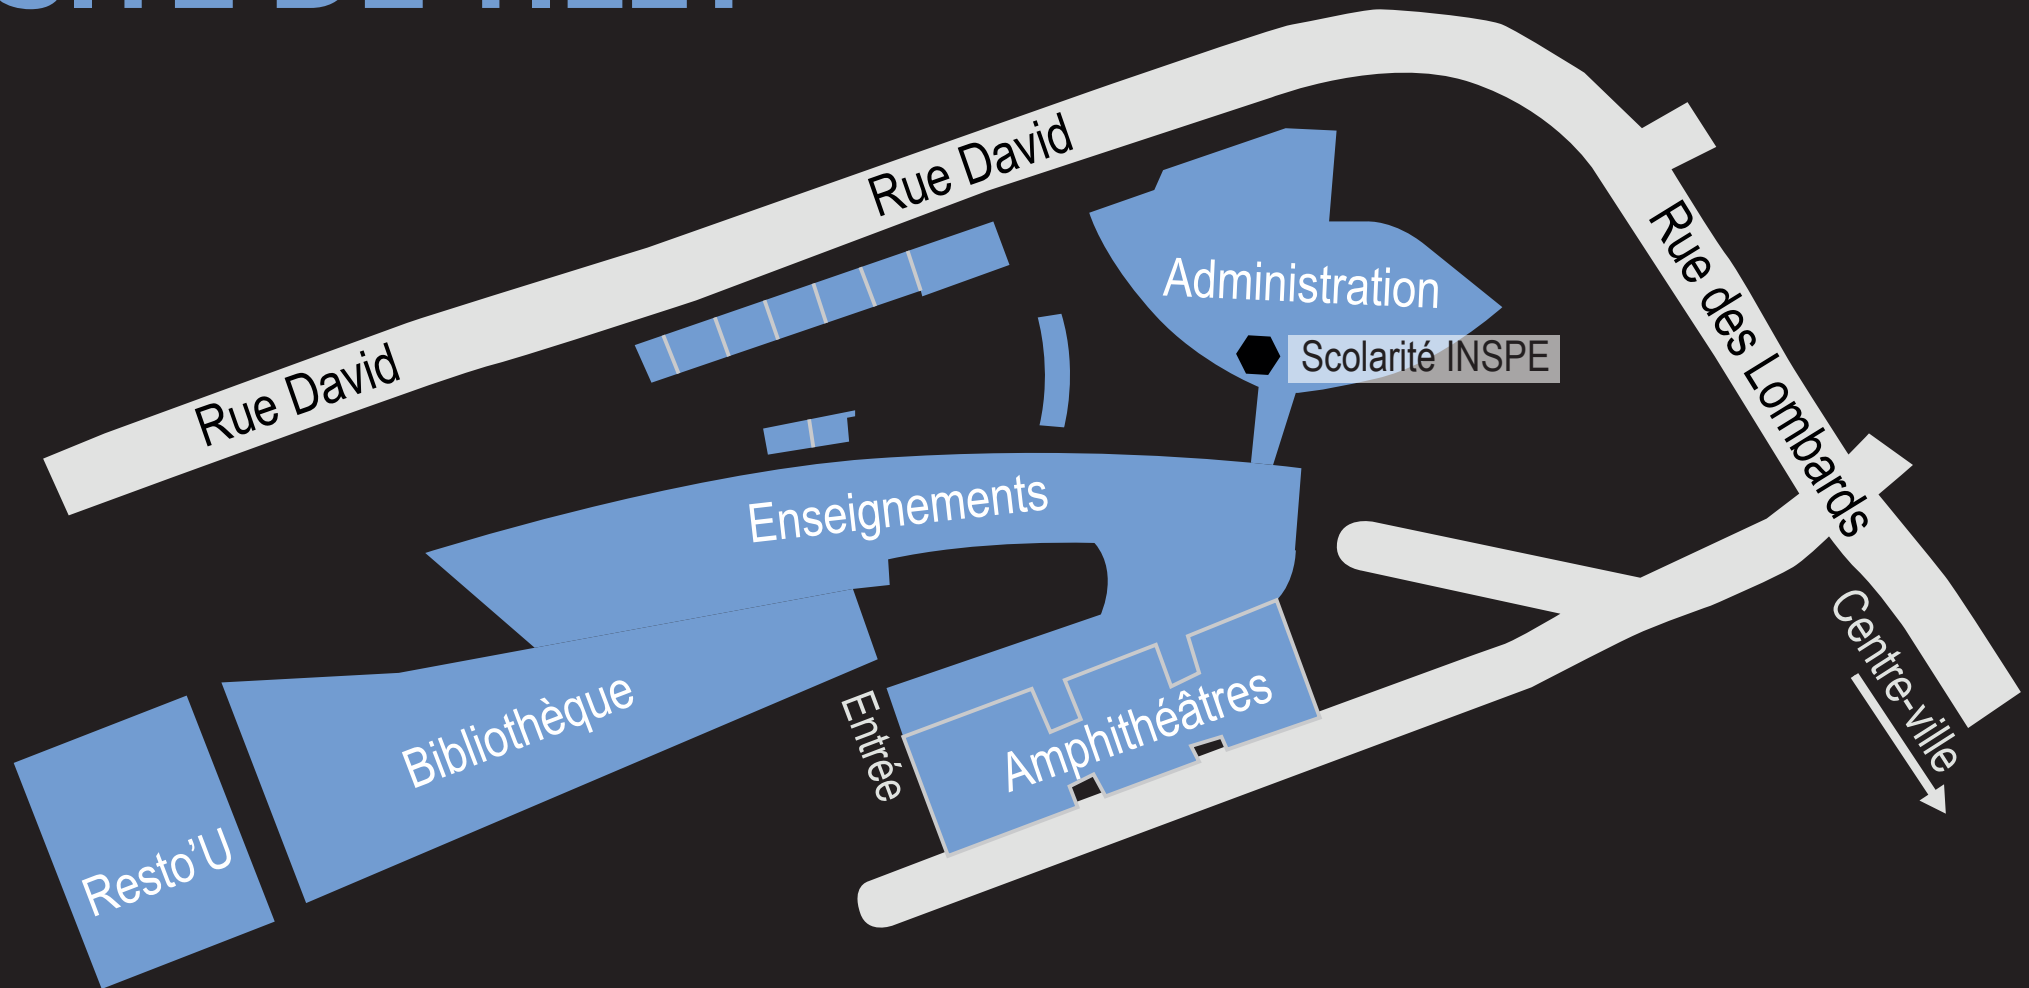 Rue David
Rue David
Rue des Lombards
Administration
Scolarité INSPE
Enseignements
Bibliothèque
Resto’U
Entrée
Amphithéâtres
Centre-ville